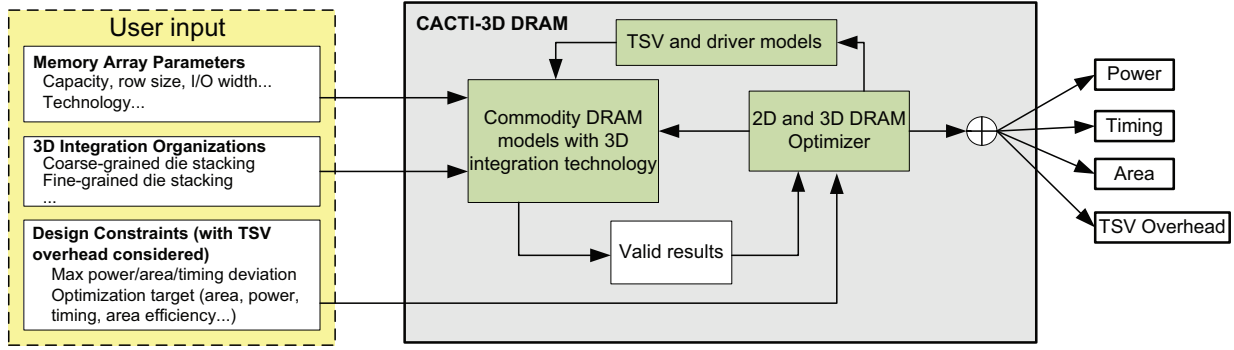 User input
Memory Array Parameters
Capacity, row size, I/O width...
Technology...
3D Integration Organizations
Coarse-grained die stacking
Fine-grained die stacking
...
Design Constraints (with TSV
overhead considered)
Max power/area/timing deviation
Optimization target (area, power,
timing, area efficiency...)
CACTI-3D DRAM
TSV and driver models
Commodity DRAM
models with 3D
integration technology
2D and 3D DRAM
Optimizer
Valid results
Power
Timing
Area
TSV Overhead